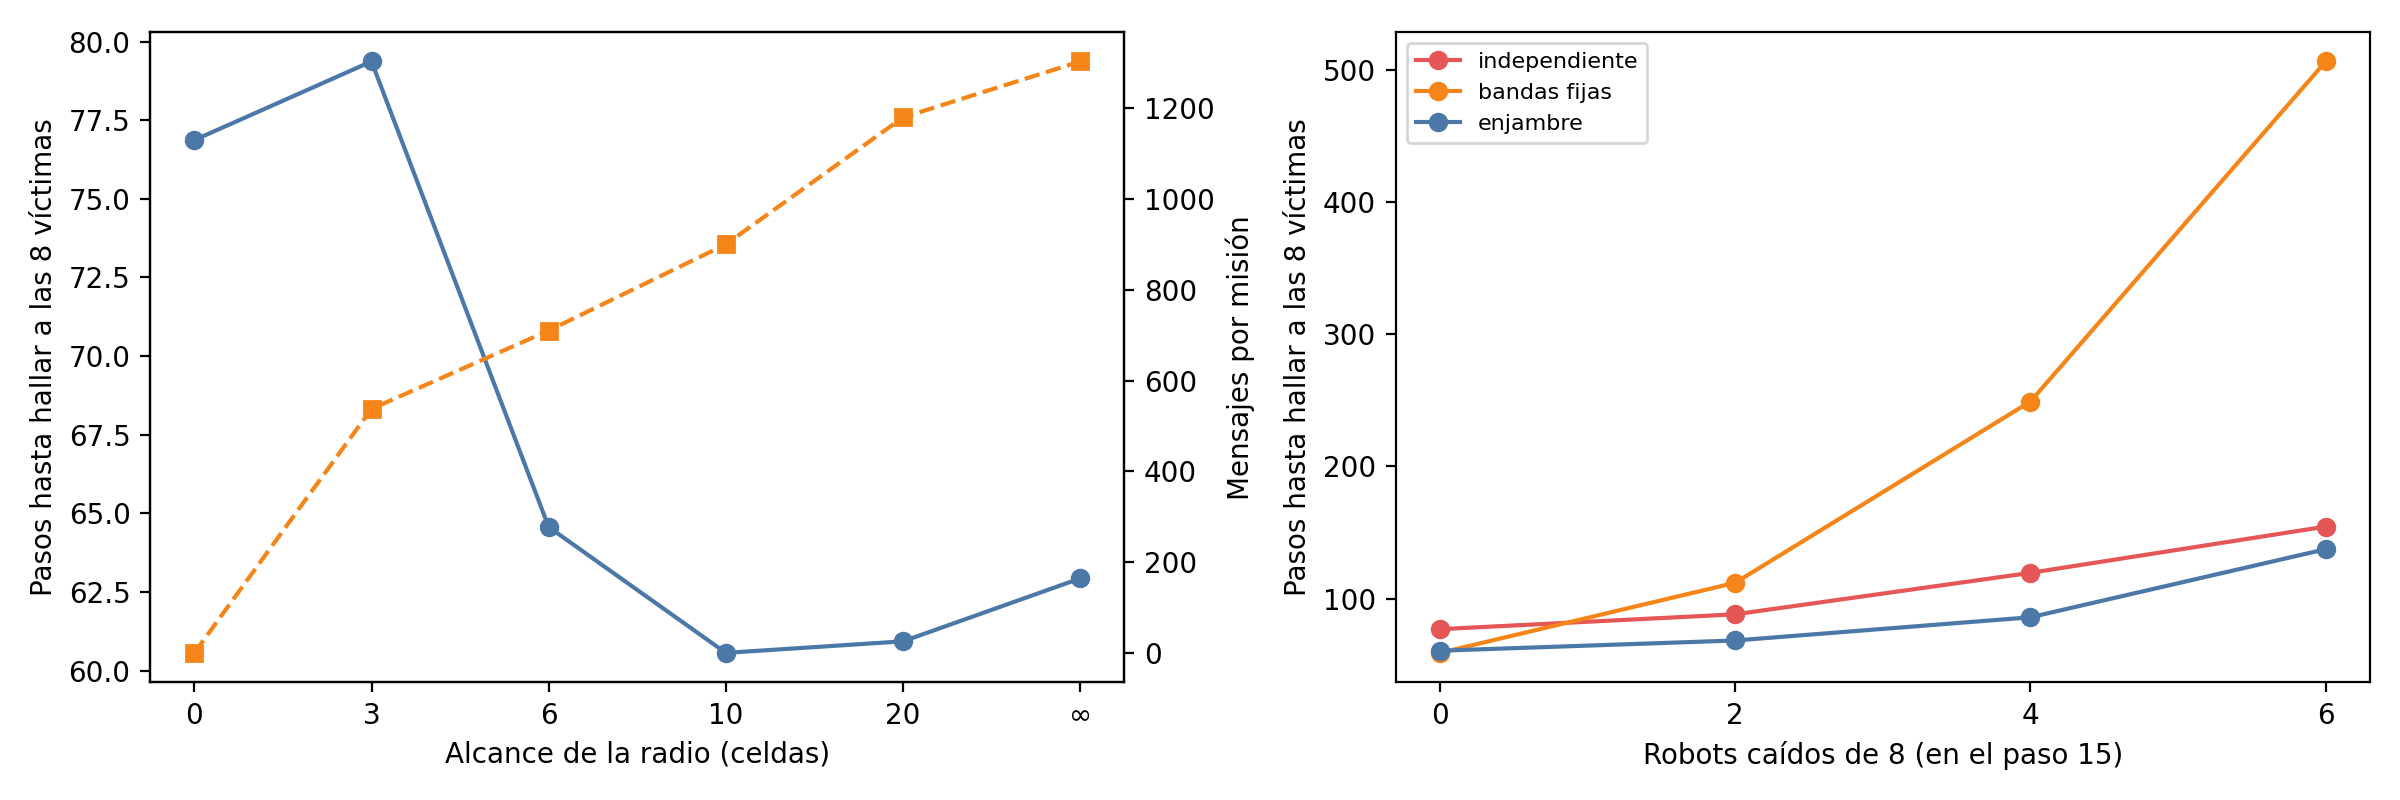 80.0
77.5
75.0
72.5
70.0
67.5
65.0
62.5
60.0
Pasos hasta hallar a las 8 víctimas
0 3 6 10 20 ∞
Alcance de la radio (celdas)
1200
1000
800
600
400
200
0
Mensajes por misión
independiente
bandas fijas
enjambre
500
400
300
200
100
Pasos hasta hallar a las 8 víctimas
0 2 4 6
Robots caídos de 8 (en el paso 15)